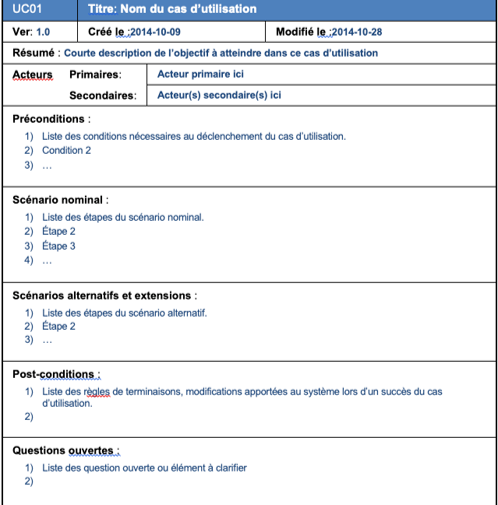 UC01 Titre: Nom du cas d'utilisation
Ver: 1.0 Créé le :2014-10-09 Modifié le :2014-10-28
Résumé : Courte description de l'objectif à atteindre dans ce cas d'utilisation
Acteurs Primaires: Acteur primaire ici
Secondaires: Acteur(s) secondaire(s) ici
Préconditions :
1) Liste des conditions nécessaires au déclenchement du cas d'utilisation.
2) Condition 2
3) …
Scénario nominal :
1) Liste des étapes du scénario nominal.
2) Étape 2
3) Étape 3
4) …
Scénarios alternatifs et extensions :
1) Liste des étapes du scénario alternatif.
2) Étape 2
3) …
Post-conditions :
1) Liste des règles de terminaisons, modifications apportées au système lors d'un succès du cas
d'utilisation.
2)
Questions ouvertes :
1) Liste des question ouverte ou élément à clarifier
2)